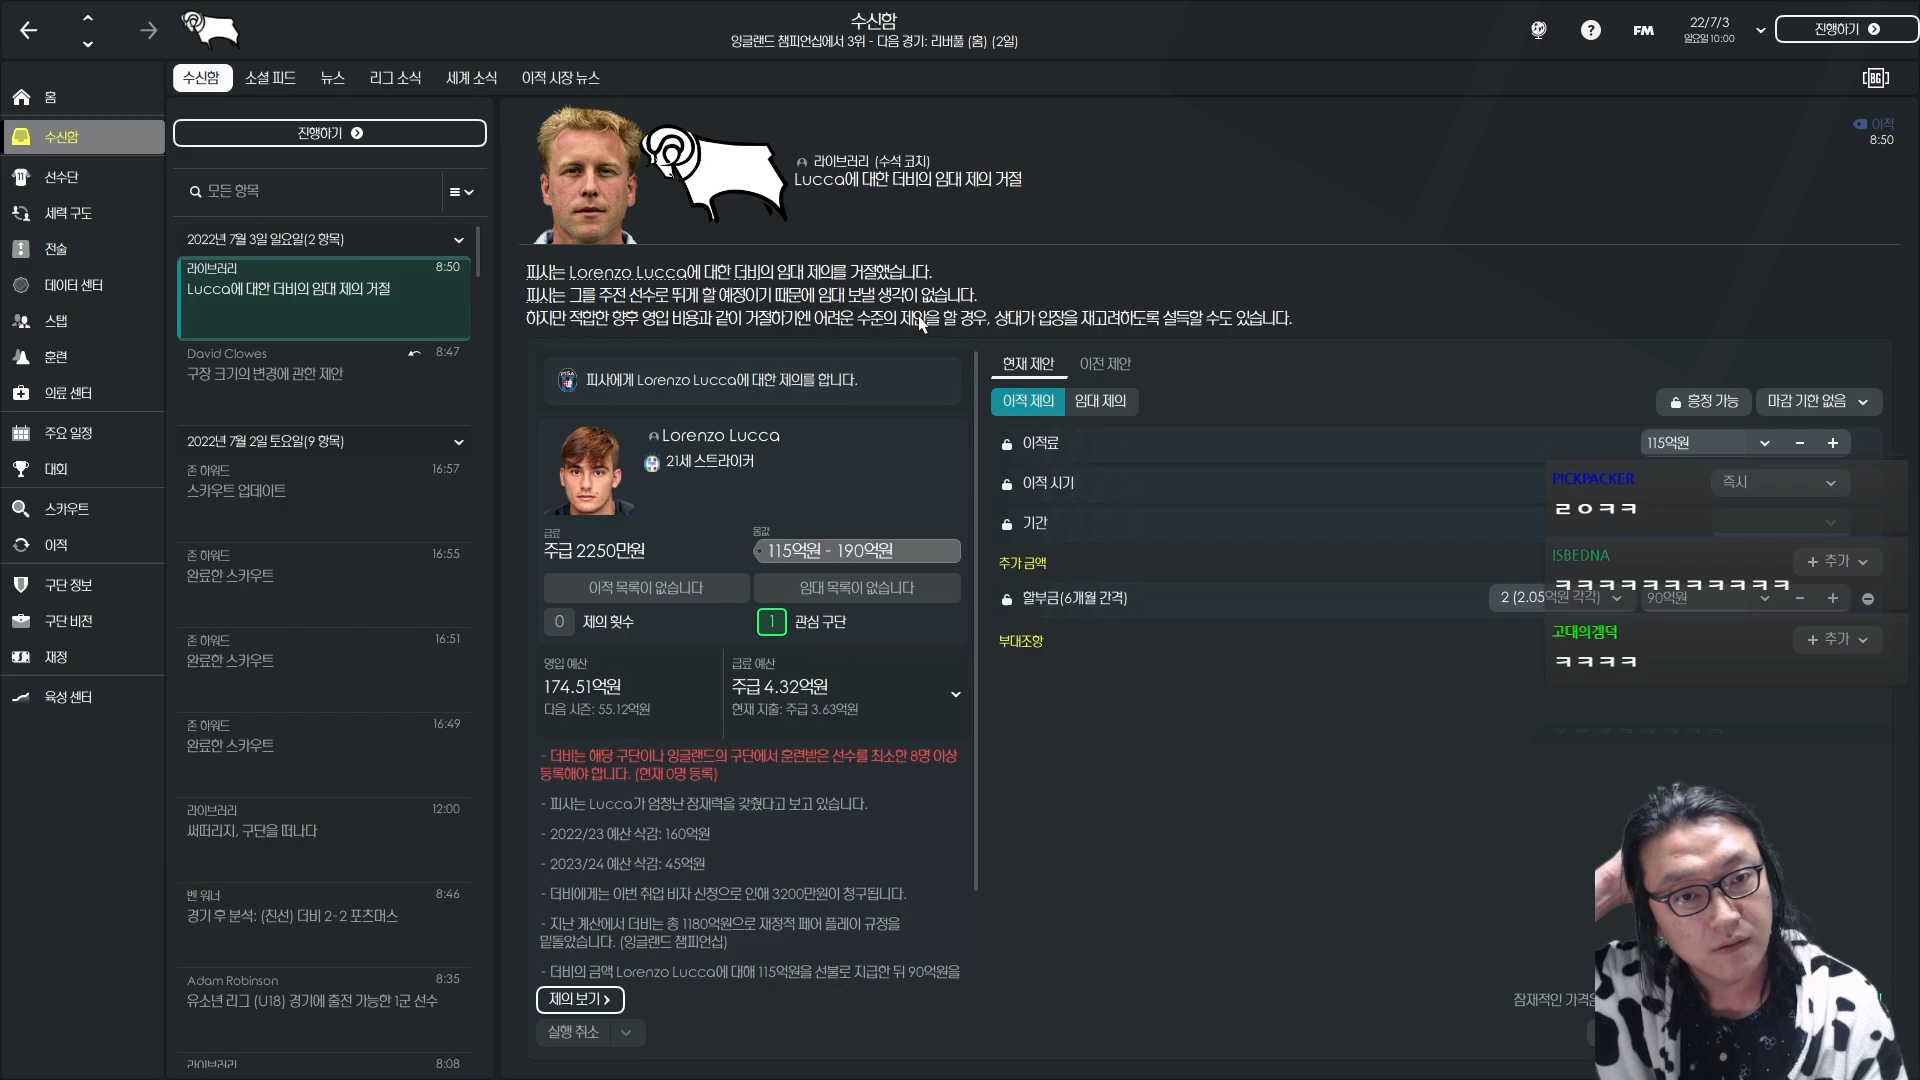 수신함
잉글랜드 챔피언십에서 3위 - 다음 경기: 리버풀 (홈) (2일)
FM
22/7/3
일요일 10:00
진행하기
수신함
소셜 피드
뉴스
리그 소식
세계 소식
이적 시장 뉴스
BG
홈
수신함
선수단
세력 구도
전술
데이터 센터
스탭
훈련
의료 센터
주요 일정
대회
스카우트
이적
구단 정보
구단 비전
재정
육성 센터
진행하기
모든 항목
2022년 7월 3일 일요일(2 항목)
라이브러리 8:50
Lucca에 대한 더비의 임대 제의 거절
David Clowes 8:47
구장 크기의 변경에 관한 제안
2022년 7월 2일 토요일(9 항목)
존 하워드 16:57
스카우트 업데이트
존 하워드 16:55
완료한 스카우트
존 하워드 16:51
완료한 스카우트
존 하워드 16:49
완료한 스카우트
라이브러리 12:00
써떠리지, 구단을 떠나다
벤 워너 8:46
경기 후 분석: (친선) 더비 2-2 포츠머스
Adam Robinson 8:35
유소년 리그 (U18) 경기에 출전 가능한 1군 선수
라이브러리 8:08
이적
8:50
라이브러리 (수석 코치)
Lucca에 대한 더비의 임대 제의 거절
피사는 Lorenzo Lucca에 대한 더비의 임대 제의를 거절했습니다.
피사는 그를 주전 선수로 뛰게 할 예정이기 때문에 임대 보낼 생각이 없습니다.
하지만 적합한 향후 영입 비용과 같이 거절하기엔 어려운 수준의 제안을 할 경우, 상대가 입장을 재고려하도록 설득할 수도 있습니다.
피사에게 Lorenzo Lucca에 대한 제의를 합니다.
Lorenzo Lucca
21세 스트라이커
급료
주급 2250만원
몸값
115억원 - 190억원
이적 목록이 없습니다
임대 목록이 없습니다
0 제의 횟수
1 관심 구단
영입 예산
174.51억원
다음 시즌: 55.12억원
급료 예산
주급 4.32억원
현재 지출: 주급 3.63억원
- 더비는 해당 구단이나 잉글랜드의 구단에서 훈련받은 선수를 최소한 8명 이상
등록해야 합니다. (현재 0명 등록)
- 피사는 Lucca가 엄청난 잠재력을 갖췄다고 보고 있습니다.
- 2022/23 예산 삭감: 160억원
- 2023/24 예산 삭감: 45억원
- 더비에게는 이번 취업 비자 신청으로 인해 3200만원이 청구됩니다.
- 지난 계산에서 더비는 총 1180억원으로 재정적 페어 플레이 규정을
밑돌았습니다. (잉글랜드 챔피언십)
- 더비의 금액 Lorenzo Lucca에 대해 115억원을 선불로 지급한 뒤 90억원을
제의 보기
실행 취소
현재 제안
이전 제안
이적 제의
임대 제의
흥정 가능
마감 기한 없음
이적료 115억원
이적 시기 즉시
기간
추가 금액
+ 추가
할부금(6개월 간격) 2 (2.05억원 각각) 90억원
부대조항
+ 추가
PICKPACKER
ㄹㅇㅋㅋ
ISBEDNA
ㅋㅋㅋㅋㅋㅋㅋㅋㅋㅋㅋ
고대의겜덕
ㅋㅋㅋㅋ
잠재적인